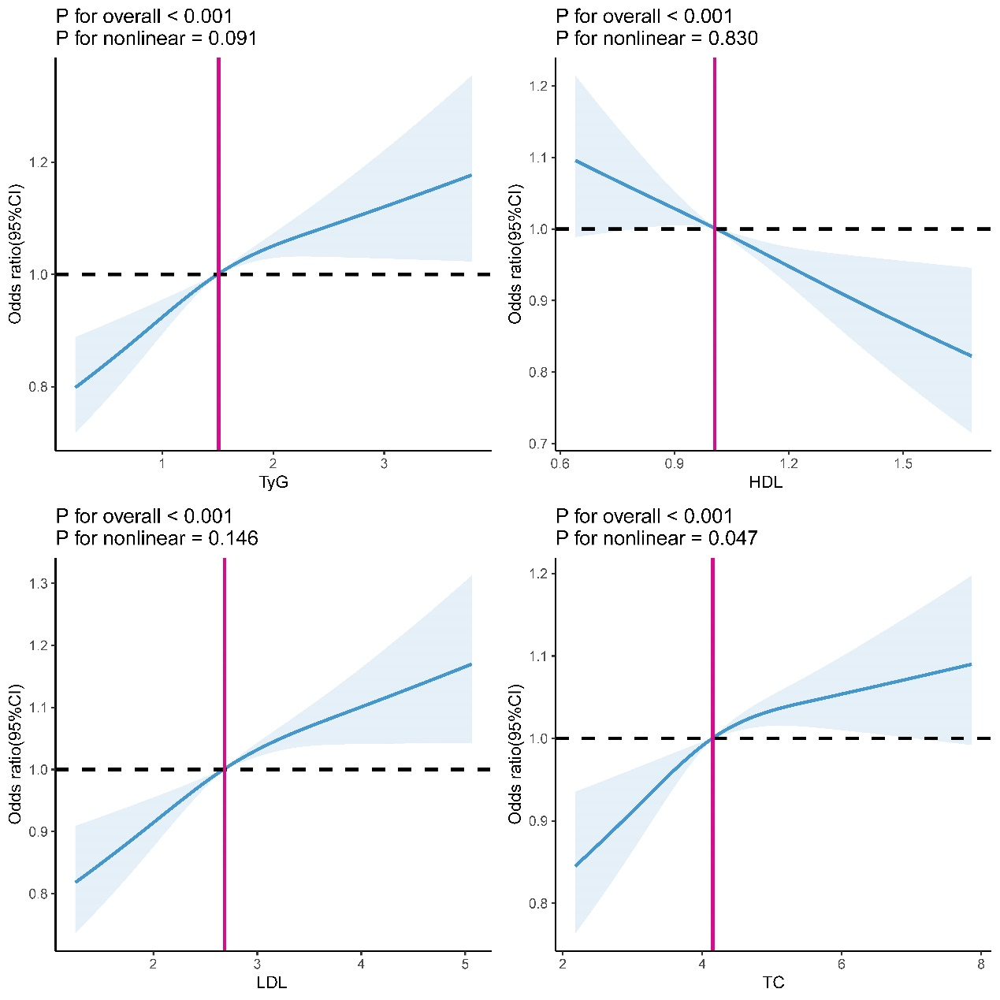 P for overall < 0.001
P for nonlinear = 0.091
Odds ratio(95%CI)
1.2
1.0
0.8
1
2
3
TyG
P for overall < 0.001
P for nonlinear = 0.830
Odds ratio(95%CI)
1.2
1.1
1.0
0.9
0.8
0.7
0.6
0.9
1.2
1.5
HDL
P for overall < 0.001
P for nonlinear = 0.146
Odds ratio(95%CI)
1.3
1.2
1.1
1.0
0.9
0.8
2
3
4
5
LDL
P for overall < 0.001
P for nonlinear = 0.047
Odds ratio(95%CI)
1.2
1.1
1.0
0.9
0.8
2
4
6
8
TC